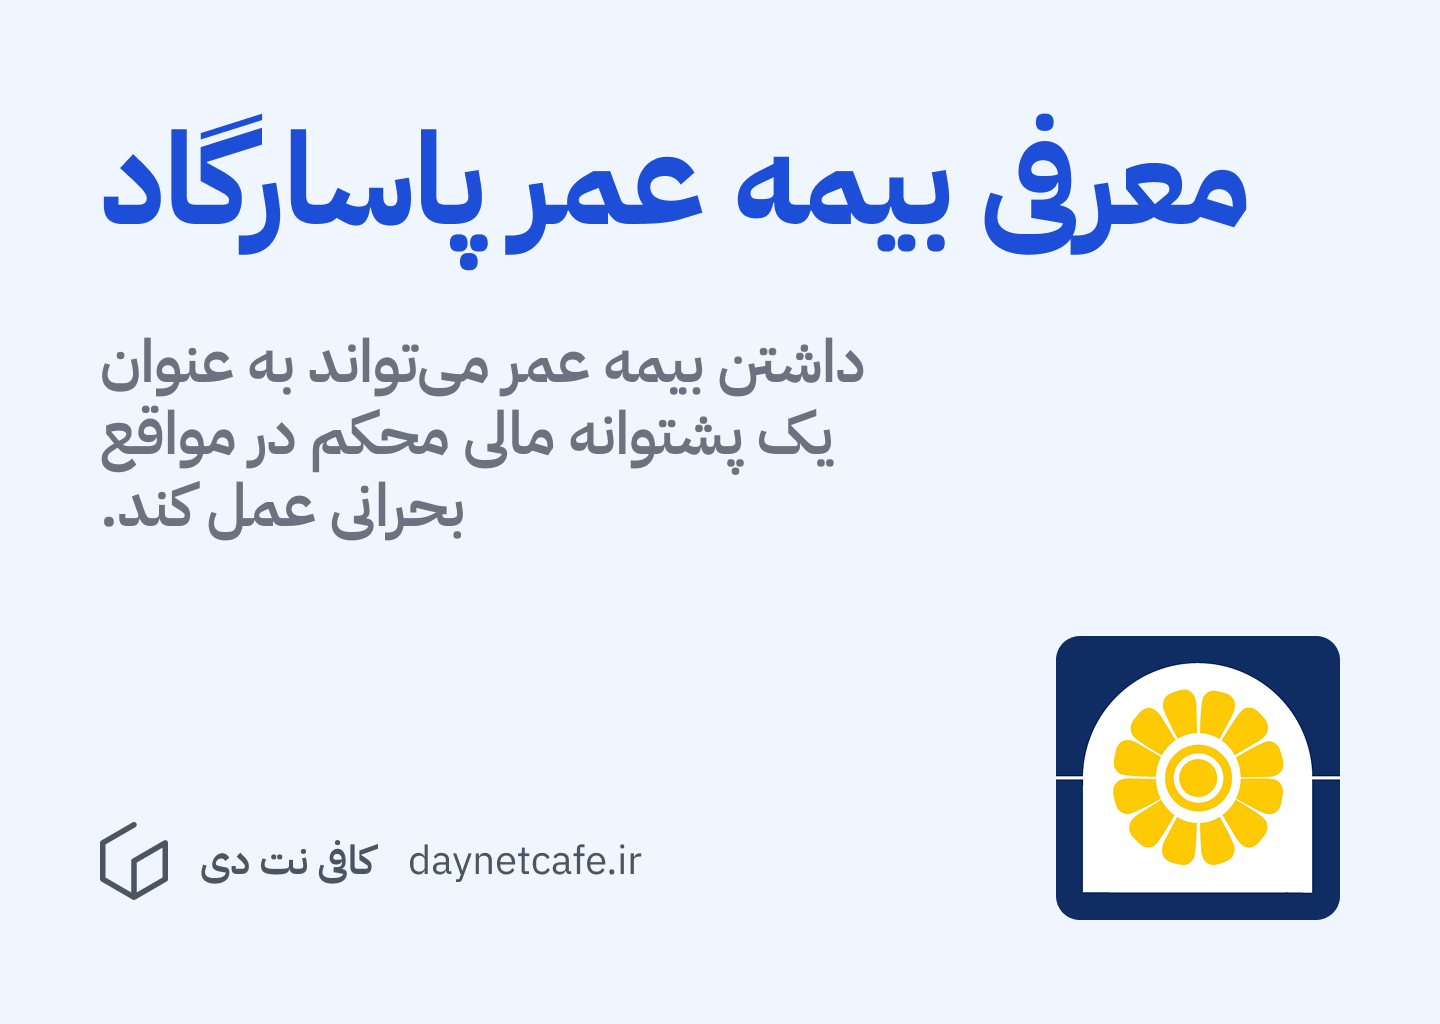 معرفی بیمه عمر پاسارگاد
داشتن بیمه عمر می‌تواند به عنوان
یک پشتوانه مالی محکم در مواقع
بحرانی عمل کند.
کافی نت دی daynetcafe.ir